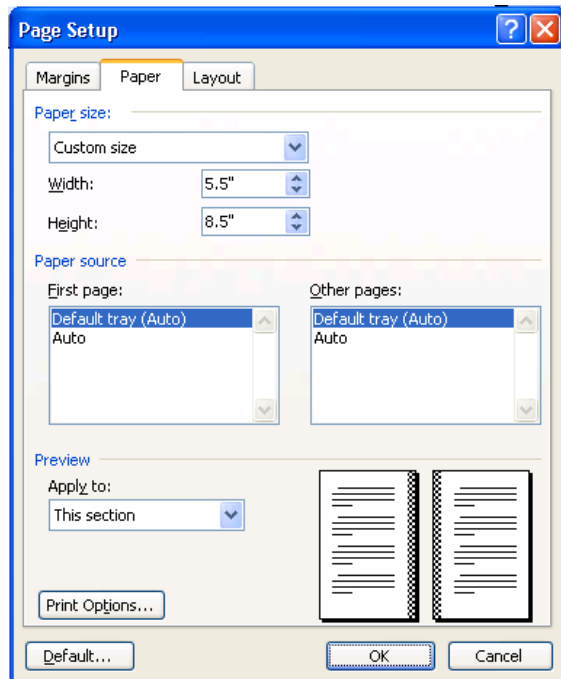 Page Setup
Margins Paper Layout
Paper size:
Custom size
Width: 5.5"
Height: 8.5"
Paper source
First page: Other pages:
Default tray (Auto) Default tray (Auto)
Auto Auto
Preview
Apply to:
This section
Print Options...
Default... OK Cancel